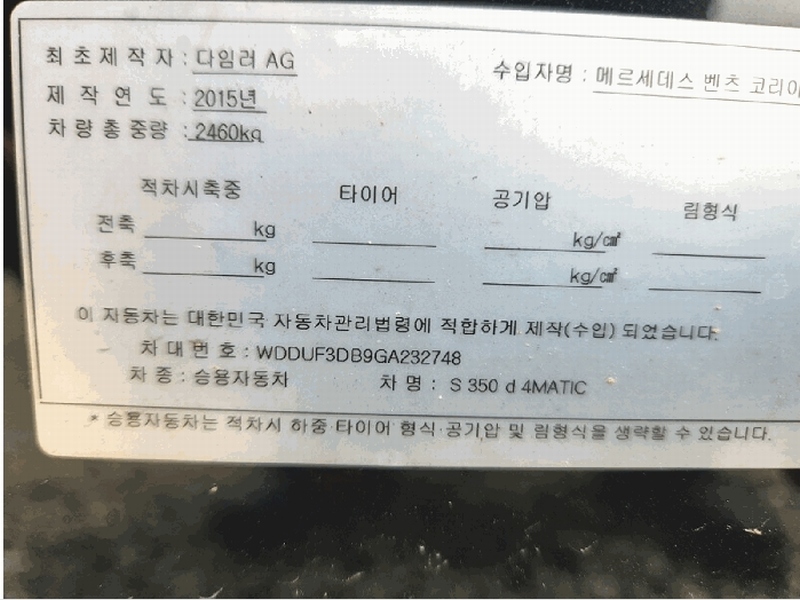 최초제작자 : 다임러 AG
수입자명 : 메르세데스 벤츠 코리아
제작연도 : 2015년
차량총중량 : 2460kg
적차시축중 타이어 공기압 림형식
전축 kg kg/㎠
후축 kg kg/㎠
이 자동차는 대한민국 자동차관리법령에 적합하게 제작(수입) 되었습니다.
차대번호 : WDDUF3DB9GA232748
차종 : 승용자동차 차명 : S 350 d 4MATIC
* 승용자동차는 적차시 하중·타이어 형식·공기압 및 림형식을 생략할 수 있습니다.